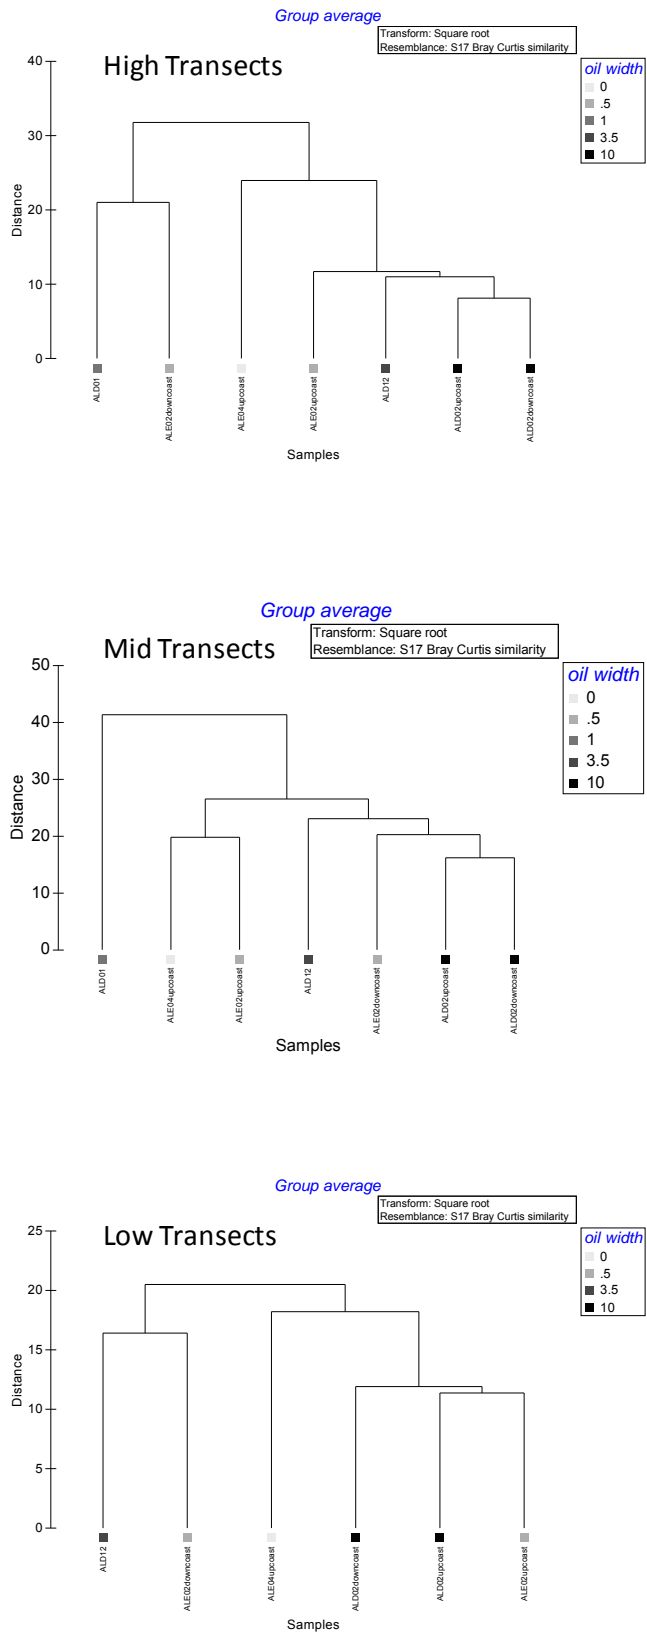 Group average
Transform: Square root
Resemblance: S17 Bray Curtis similarity
High Transects
oil width
0
.5
1
3.5
10
40
30
20
10
0
Distance
ALD01
ALE02downcoast
ALE04upcoast
ALE02upcoast
ALD12
ALD02upcoast
ALD02downcoast
Samples
Group average
Transform: Square root
Resemblance: S17 Bray Curtis similarity
Mid Transects
oil width
0
.5
1
3.5
10
50
40
30
20
10
0
Distance
ALD01
ALE04upcoast
ALE02upcoast
ALD12
ALE02downcoast
ALD02upcoast
ALD02downcoast
Samples
Group average
Transform: Square root
Resemblance: S17 Bray Curtis similarity
Low Transects
oil width
0
.5
3.5
10
25
20
15
10
5
0
Distance
ALD12
ALE02downcoast
ALE04upcoast
ALD02downcoast
ALD02upcoast
ALE02upcoast
Samples